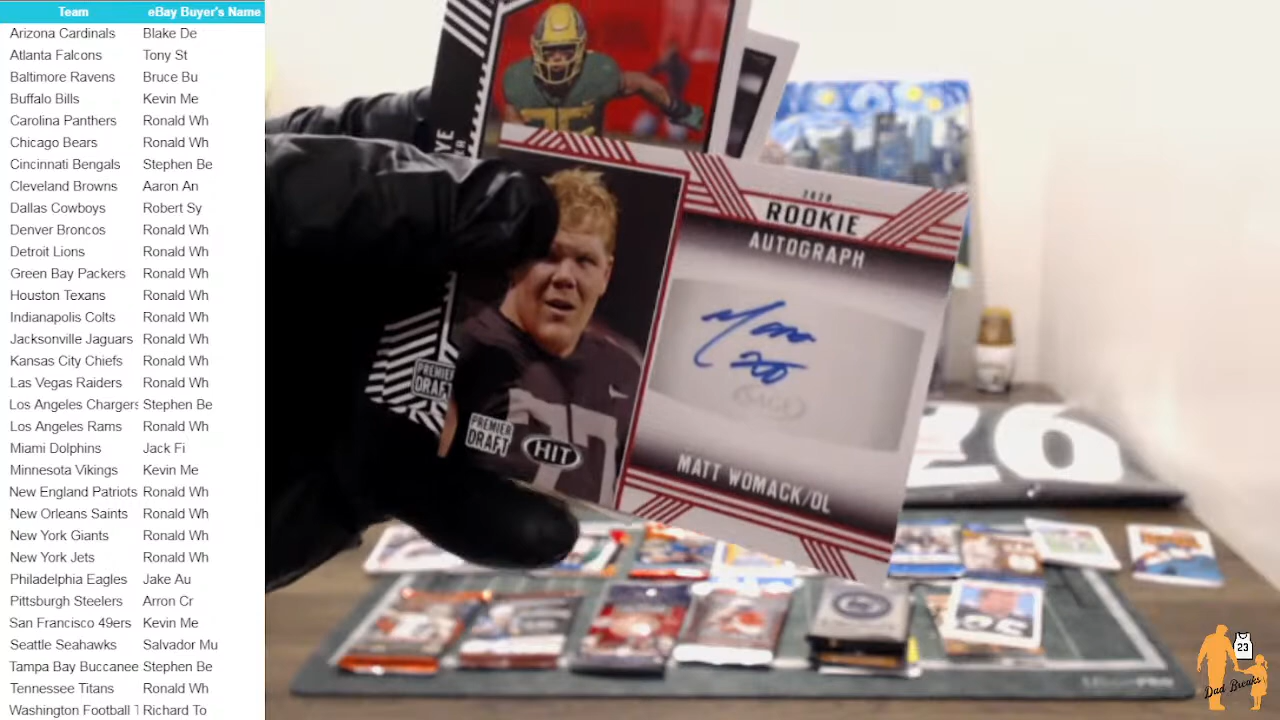 Team eBay Buyer's Name
Arizona Cardinals Blake De
Atlanta Falcons Tony St
Baltimore Ravens Bruce Bu
Buffalo Bills Kevin Me
Carolina Panthers Ronald Wh
Chicago Bears Ronald Wh
Cincinnati Bengals Stephen Be
Cleveland Browns Aaron An
Dallas Cowboys Robert Sy
Denver Broncos Ronald Wh
Detroit Lions Ronald Wh
Green Bay Packers Ronald Wh
Houston Texans Ronald Wh
Indianapolis Colts Ronald Wh
Jacksonville Jaguars Ronald Wh
Kansas City Chiefs Ronald Wh
Las Vegas Raiders Ronald Wh
Los Angeles Chargers Stephen Be
Los Angeles Rams Ronald Wh
Miami Dolphins Jack Fi
Minnesota Vikings Kevin Me
New England Patriots Ronald Wh
New Orleans Saints Ronald Wh
New York Giants Ronald Wh
New York Jets Ronald Wh
Philadelphia Eagles Jake Au
Pittsburgh Steelers Arron Cr
San Francisco 49ers Kevin Me
Seattle Seahawks Salvador Mu
Tampa Bay Buccanee Stephen Be
Tennessee Titans Ronald Wh
Washington Football Richard To
2020
ROOKIE
AUTOGRAPH
SAGE
MATT WOMACK/OL
PREMIER
DRAFT
HIT
PREMIER
DRAFT
23
Dad Breaks